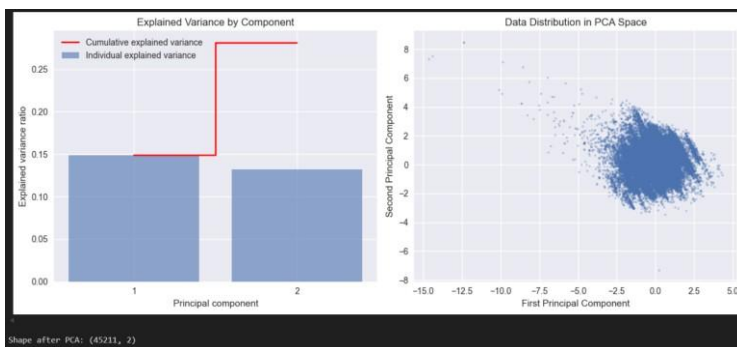 Explained Variance by Component
Cumulative explained variance
Individual explained variance
0.25
0.20
0.15
0.10
0.05
0.00
Explained variance ratio
1 2
Principal component
Data Distribution in PCA Space
8
6
4
2
0
−2
−4
−6
−8
Second Principal Component
−15.0 −12.5 −10.0 −7.5 −5.0 −2.5 0.0 2.5 5.0
First Principal Component
Shape after PCA: (45211, 2)